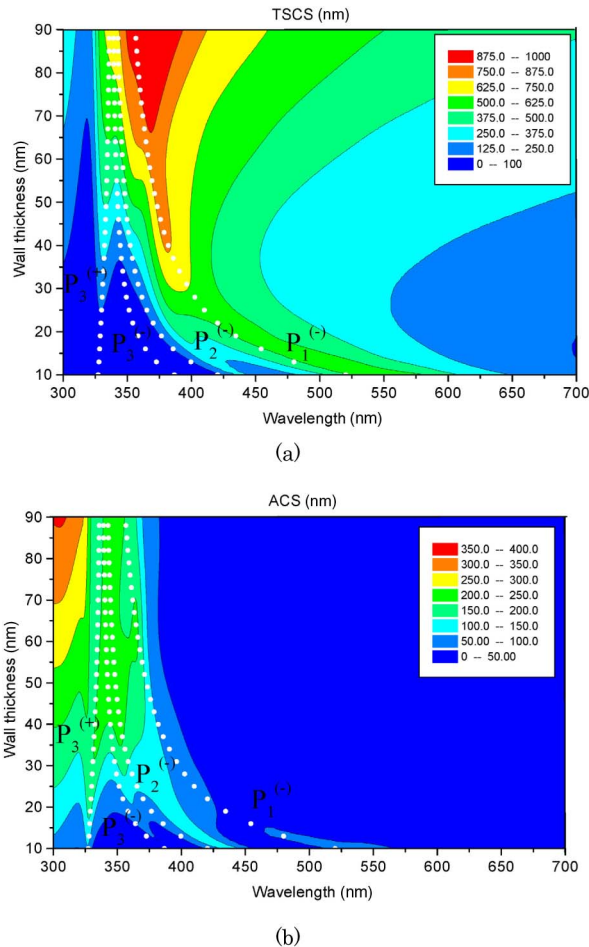 TSCS (nm)
90
80
70
60
50
40
30
20
10
Wall thickness (nm)
875.0 -- 1000
750.0 -- 875.0
625.0 -- 750.0
500.0 -- 625.0
375.0 -- 500.0
250.0 -- 375.0
125.0 -- 250.0
0 -- 100
P3(+)
P3(-)
P2(-)
P1(-)
300 350 400 450 500 550 600 650 700
Wavelength (nm)
(a)
ACS (nm)
90
80
70
60
50
40
30
20
10
Wall thickness (nm)
350.0 -- 400.0
300.0 -- 350.0
250.0 -- 300.0
200.0 -- 250.0
150.0 -- 200.0
100.0 -- 150.0
50.00 -- 100.0
0 -- 50.00
P3(+)
P2(-)
P3(-)
P1(-)
300 350 400 450 500 550 600 650 700
Wavelength (nm)
(b)